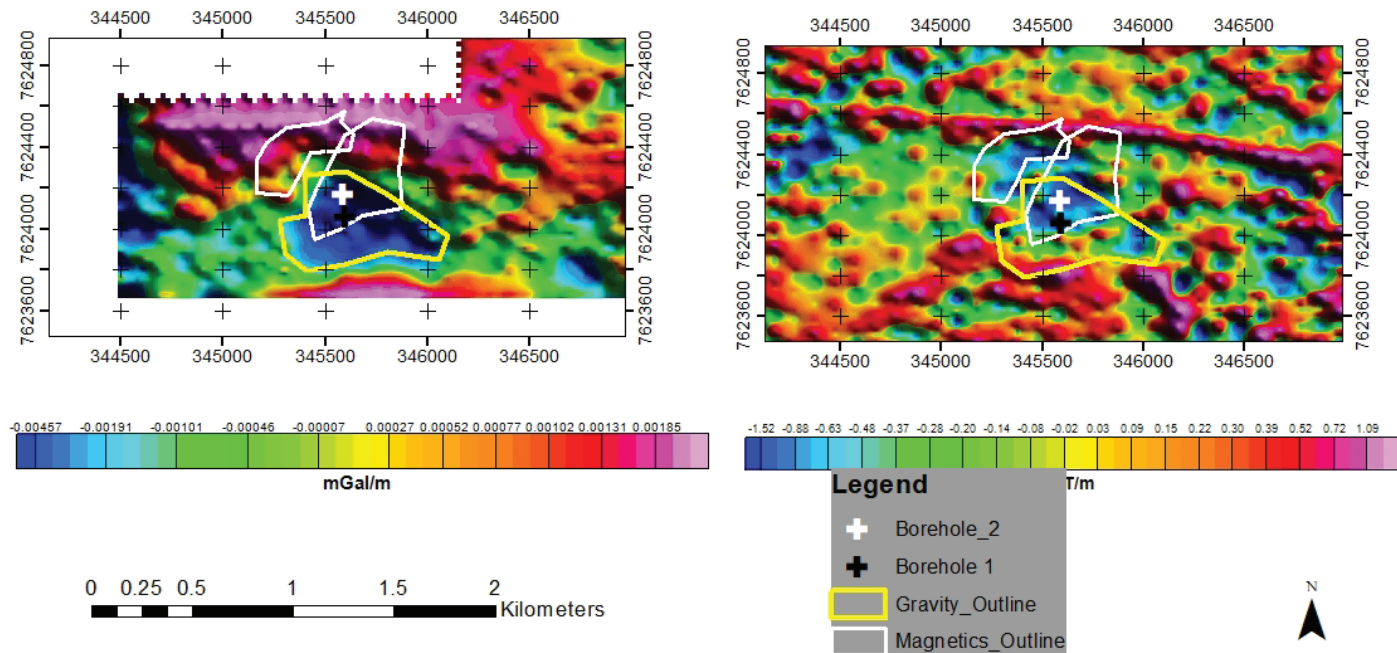 344500 345000 345500 346000 346500
344500 345000 345500 346000 346500
7624800 7624400 7624000 7623600
7624800 7624400 7624000 7623600
7624800 7624400 7624000 7623600
7624800 7624400 7624000 7623600
344500 345000 345500 346000 346500
344500 345000 345500 346000 346500
-0.00457 -0.00191 -0.00101 -0.00046 -0.00007 0.00027 0.00052 0.00077 0.00102 0.00131 0.00185
mGal/m
-1.52 -0.88 -0.63 -0.48 -0.37 -0.28 -0.20 -0.14 -0.08 -0.02 0.03 0.09 0.15 0.22 0.30 0.39 0.52 0.72 1.09
T/m
Legend
Borehole_2
Borehole 1
Gravity_Outline
Magnetics_Outline
0 0.25 0.5 1 1.5 2
Kilometers
N